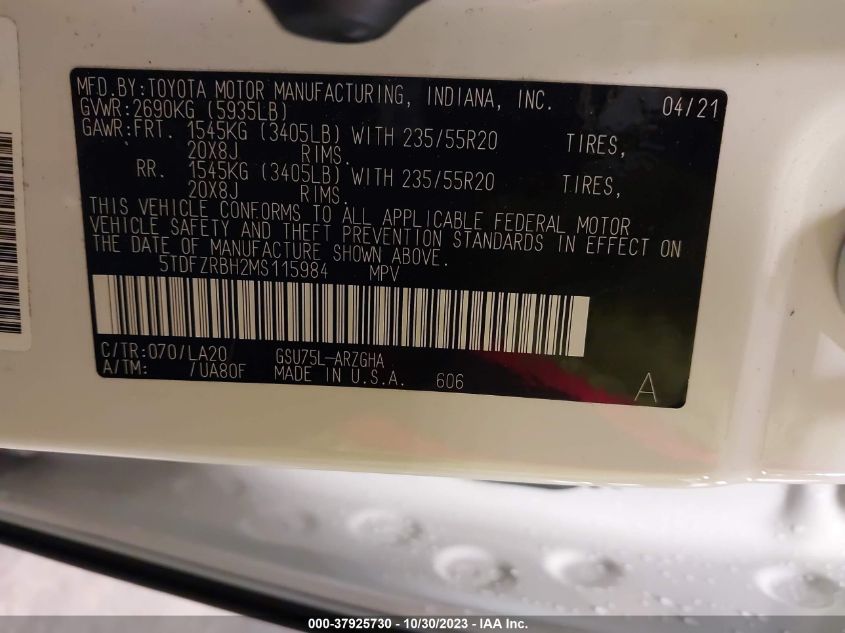 MFD.BY:TOYOTA MOTOR MANUFACTURING, INDIANA, INC. 04/21
GVWR:2690KG (5935LB)
GAWR:FRT. 1545KG (3405LB) WITH 235/55R20 TIRES,
20X8J RIMS.
RR. 1545KG (3405LB) WITH 235/55R20 TIRES,
20X8J RIMS.
THIS VEHICLE CONFORMS TO ALL APPLICABLE FEDERAL MOTOR
VEHICLE SAFETY AND THEFT PREVENTION STANDARDS IN EFFECT ON
THE DATE OF MANUFACTURE SHOWN ABOVE.
5TDFZRBH2MS115984 MPV
C/TR:070/LA20 GSU75L-ARZGHA
A/TM: /UA80F MADE IN U.S.A. 606 A
000-37925730 - 10/30/2023 - IAA Inc.